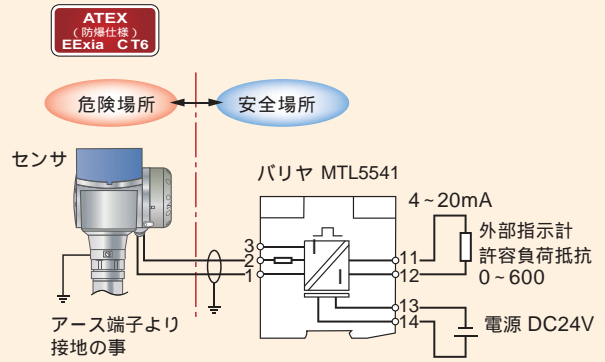 ATEX
(防爆仕様)
EExia C T6
危険場所
安全場所
センサ
バリヤ MTL5541
4~20mA
3
2
1
11
12
外部指示計
許容負荷抵抗
0~600
13
14
電源 DC24V
アース端子より
接地の事